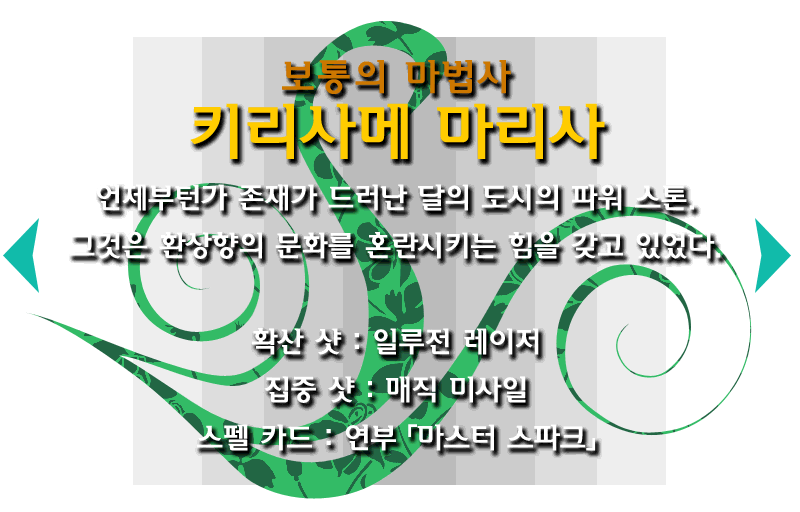 보통의 마법사
키리사메 마리사
언제부턴가 존재가 드러난 달의 도시의 파워 스톤.
그것은 환상향의 문화를 혼란시키는 힘을 갖고 있었다.
확산 샷 : 일루전 레이저
집중 샷 : 매직 미사일
스펠 카드 : 연부「마스터 스파크」